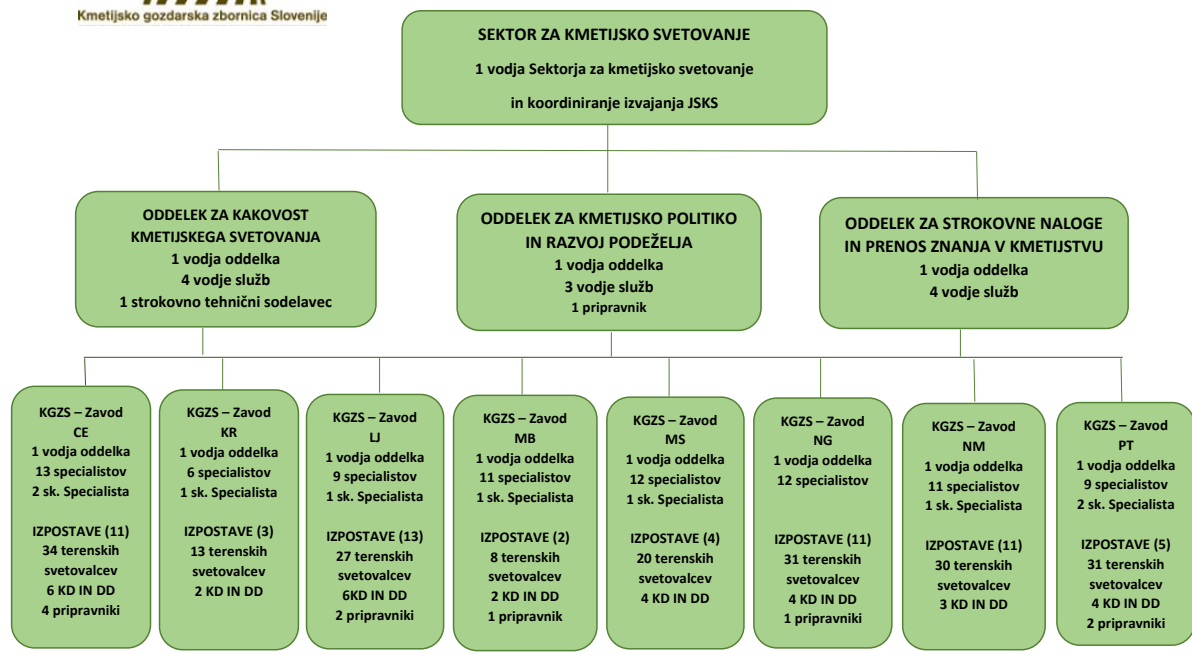 Kmetijsko gozdarska zbornica Slovenije
SEKTOR ZA KMETIJSKO SVETOVANJE
1 vodja Sektorja za kmetijsko svetovanje
in koordiniranje izvajanja JSKS
ODDELEK ZA KAKOVOST
KMETIJSKEGA SVETOVANJA
1 vodja oddelka
4 vodje služb
1 strokovno tehnični sodelavec
ODDELEK ZA KMETIJSKO POLITIKO
IN RAZVOJ PODEŽELJA
1 vodja oddelka
3 vodje služb
1 pripravnik
ODDELEK ZA STROKOVNE NALOGE
IN PRENOS ZNANJA V KMETIJSTVU
1 vodja oddelka
4 vodje služb
KGZS – Zavod
CE
1 vodja oddelka
13 specialistov
2 sk. Specialista
IZPOSTAVE (11)
34 terenskih
svetovalcev
6 KD IN DD
4 pripravniki
KGZS – Zavod
KR
1 vodja oddelka
6 specialistov
1 sk. Specialista
IZPOSTAVE (3)
13 terenskih
svetovalcev
2 KD IN DD
KGZS – Zavod
LJ
1 vodja oddelka
9 specialistov
1 sk. Specialista
IZPOSTAVE (13)
27 terenskih
svetovalcev
6KD IN DD
2 pripravniki
KGZS – Zavod
MB
1 vodja oddelka
11 specialistov
1 sk. Specialista
IZPOSTAVE (2)
8 terenskih
svetovalcev
2 KD IN DD
1 pripravnik
KGZS – Zavod
MS
1 vodja oddelka
12 specialistov
1 sk. Specialista
IZPOSTAVE (4)
20 terenskih
svetovalcev
4 KD IN DD
KGZS – Zavod
NG
1 vodja oddelka
12 specialistov
IZPOSTAVE (11)
31 terenskih
svetovalcev
4 KD IN DD
1 pripravniki
KGZS – Zavod
NM
1 vodja oddelka
11 specialistov
1 sk. Specialista
IZPOSTAVE (11)
30 terenskih
svetovalcev
3 KD IN DD
KGZS – Zavod
PT
1 vodja oddelka
9 specialistov
2 sk. Specialista
IZPOSTAVE (5)
31 terenskih
svetovalcev
4 KD IN DD
2 pripravniki